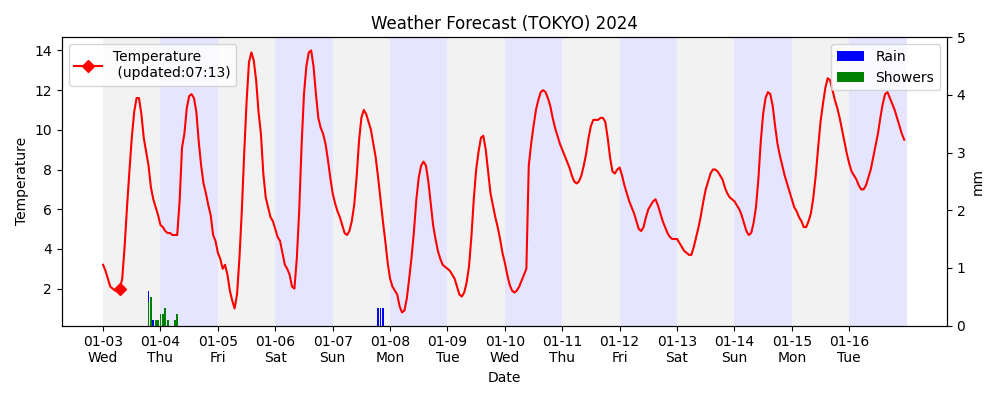 Weather Forecast (TOKYO) 2024
Temperature
(updated:07:13)
Rain
Showers
Temperature
14
12
10
8
6
4
2
5
4
3
2
1
0
mm
01-03 01-04 01-05 01-06 01-07 01-08 01-09 01-10 01-11 01-12 01-13 01-14 01-15 01-16
Wed Thu Fri Sat Sun Mon Tue Wed Thu Fri Sat Sun Mon Tue
Date